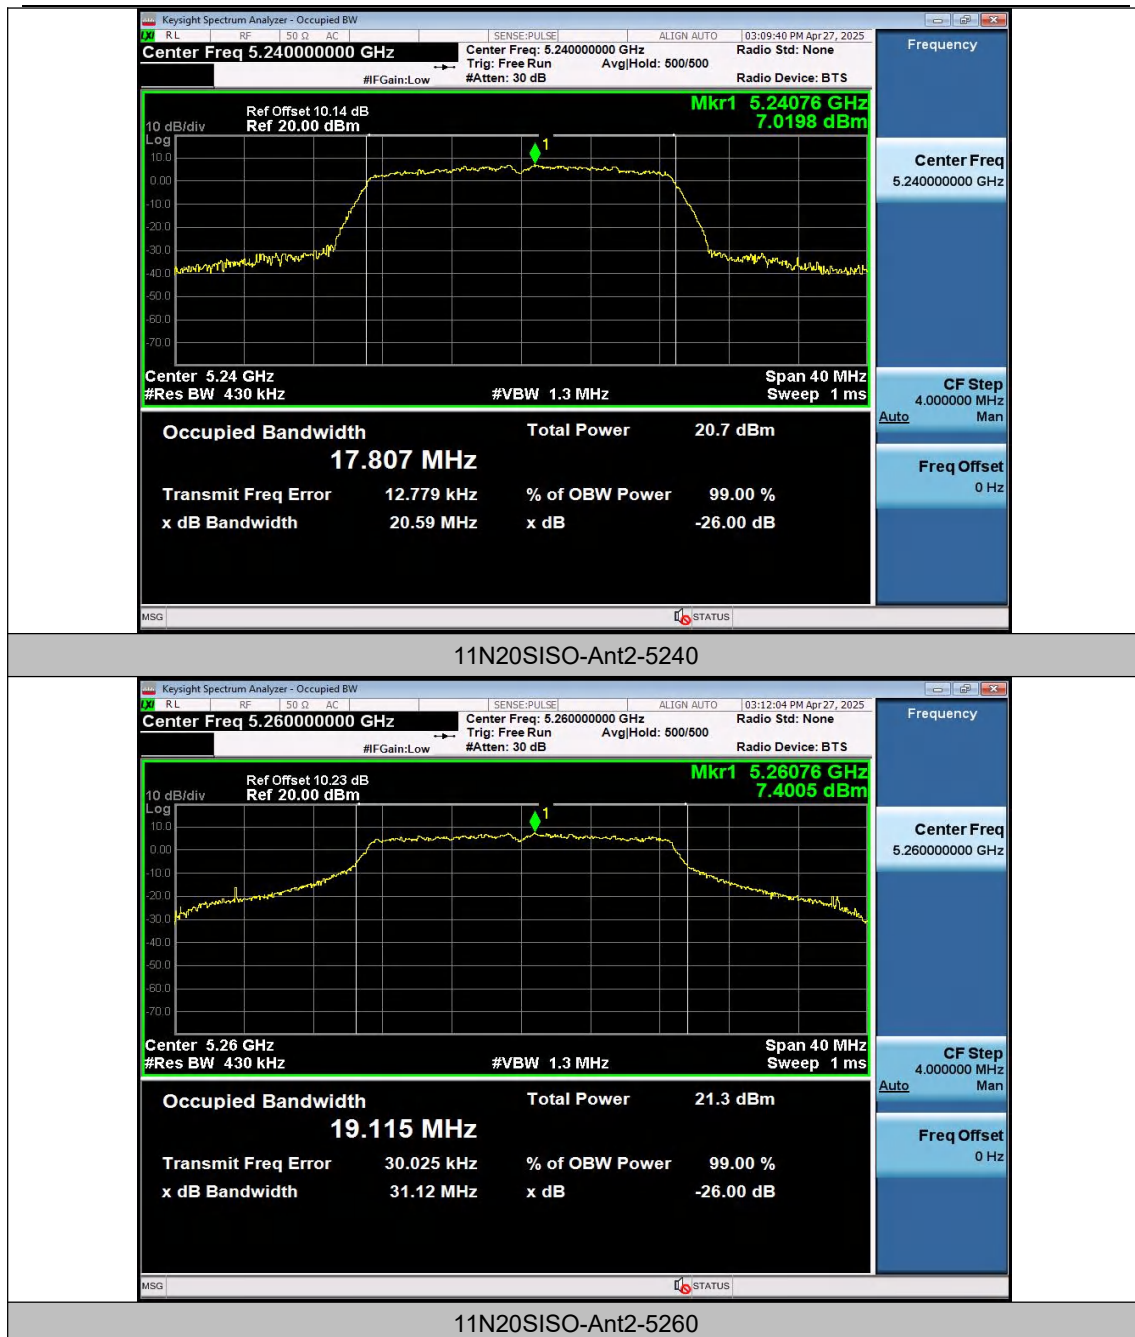 Keysight Spectrum Analyzer - Occupied BW
LXI RL RF 50 Ω AC SENSE:PULSE ALIGN AUTO 03:09:40 PM Apr 27, 2025
Center Freq 5.240000000 GHz
Center Freq: 5.240000000 GHz Radio Std: None
Trig: Free Run Avg|Hold: 500/500
#IFGain:Low #Atten: 30 dB Radio Device: BTS
Frequency
Mkr1 5.24076 GHz
7.0198 dBm
Ref Offset 10.14 dB
10 dB/div Ref 20.00 dBm
Log
1
10.0
0.00
-10.0
-20.0
-30.0
-40.0
-50.0
-60.0
-70.0
Center Freq
5.240000000 GHz
Center 5.24 GHz Span 40 MHz
#Res BW 430 kHz #VBW 1.3 MHz Sweep 1 ms
CF Step
4.000000 MHz
Auto Man
Occupied Bandwidth Total Power 20.7 dBm
17.807 MHz
Freq Offset
0 Hz
Transmit Freq Error 12.779 kHz % of OBW Power 99.00 %
x dB Bandwidth 20.59 MHz x dB -26.00 dB
MSG STATUS
11N20SISO-Ant2-5240
Keysight Spectrum Analyzer - Occupied BW
LXI RL RF 50 Ω AC SENSE:PULSE ALIGN AUTO 03:12:04 PM Apr 27, 2025
Center Freq 5.260000000 GHz
Center Freq: 5.260000000 GHz Radio Std: None
Trig: Free Run Avg|Hold: 500/500
#IFGain:Low #Atten: 30 dB Radio Device: BTS
Frequency
Mkr1 5.26076 GHz
7.4005 dBm
Ref Offset 10.23 dB
10 dB/div Ref 20.00 dBm
Log
1
10.0
0.00
-10.0
-20.0
-30.0
-40.0
-50.0
-60.0
-70.0
Center Freq
5.260000000 GHz
Center 5.26 GHz Span 40 MHz
#Res BW 430 kHz #VBW 1.3 MHz Sweep 1 ms
CF Step
4.000000 MHz
Auto Man
Occupied Bandwidth Total Power 21.3 dBm
19.115 MHz
Freq Offset
0 Hz
Transmit Freq Error 30.025 kHz % of OBW Power 99.00 %
x dB Bandwidth 31.12 MHz x dB -26.00 dB
MSG STATUS
11N20SISO-Ant2-5260